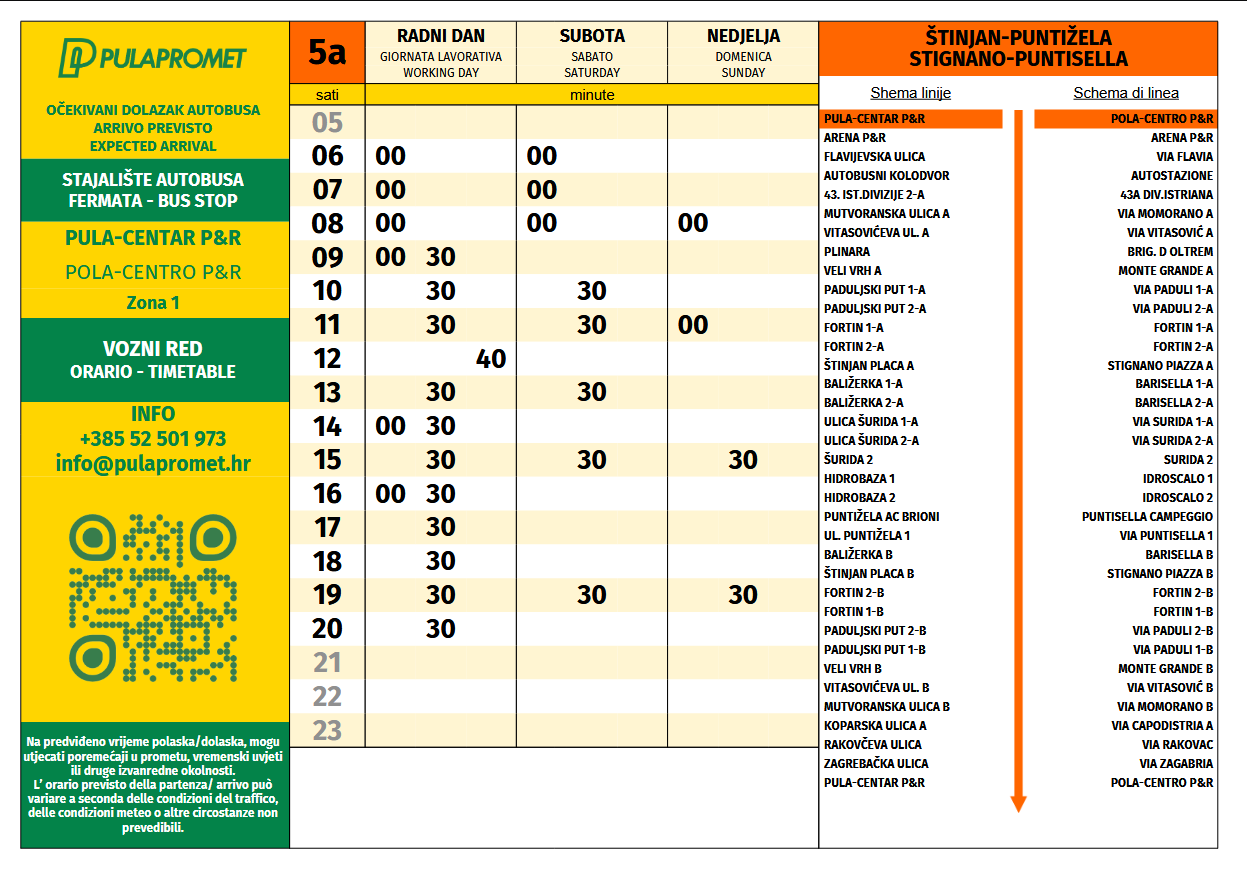 PULAPROMET
OČEKIVANI DOLAZAK AUTOBUSA
ARRIVO PREVISTO
EXPECTED ARRIVAL
STAJALIŠTE AUTOBUSA
FERMATA - BUS STOP
PULA-CENTAR P&R
POLA-CENTRO P&R
Zona 1
VOZNI RED
ORARIO - TIMETABLE
INFO
+385 52 501 973
info@pulapromet.hr
Na predviđeno vrijeme polaska/dolaska, mogu
utjecati poremećaji u prometu, vremenski uvjeti
ili druge izvanredne okolnosti.
L' orario previsto della partenza/ arrivo può
variare a seconda delle condizioni del traffico,
delle condizioni meteo o altre circostanze non
prevedibili.
5a RADNI DAN SUBOTA NEDJELJA
GIORNATA LAVORATIVA SABATO DOMENICA
WORKING DAY SATURDAY SUNDAY
sati minute
05
06 00 00
07 00 00
08 00 00 00
09 00 30
10 30 30
11 30 30 00
12 40
13 30 30
14 00 30
15 30 30 30
16 00 30
17 30
18 30
19 30 30 30
20 30
21
22
23
ŠTINJAN-PUNTIŽELA
STIGNANO-PUNTISELLA
Shema linije Schema di linea
PULA-CENTAR P&R POLA-CENTRO P&R
ARENA P&R ARENA P&R
FLAVIJEVSKA ULICA VIA FLAVIA
AUTOBUSNI KOLODVOR AUTOSTAZIONE
43. IST.DIVIZIJE 2-A 43A DIV.ISTRIANA
MUTVORANSKA ULICA A VIA MOMORANO A
VITASOVIĆEVA UL. A VIA VITASOVIĆ A
PLINARA BRIG. D OLTREM
VELI VRH A MONTE GRANDE A
PADULJSKI PUT 1-A VIA PADULI 1-A
PADULJSKI PUT 2-A VIA PADULI 2-A
FORTIN 1-A FORTIN 1-A
FORTIN 2-A FORTIN 2-A
ŠTINJAN PLACA A STIGNANO PIAZZA A
BALIŽERKA 1-A BARISELLA 1-A
BALIŽERKA 2-A BARISELLA 2-A
ULICA ŠURIDA 1-A VIA SURIDA 1-A
ULICA ŠURIDA 2-A VIA SURIDA 2-A
ŠURIDA 2 SURIDA 2
HIDROBAZA 1 IDROSCALO 1
HIDROBAZA 2 IDROSCALO 2
PUNTIŽELA AC BRIONI PUNTISELLA CAMPEGGIO
UL. PUNTIŽELA 1 VIA PUNTISELLA 1
BALIŽERKA B BARISELLA B
ŠTINJAN PLACA B STIGNANO PIAZZA B
FORTIN 2-B FORTIN 2-B
FORTIN 1-B FORTIN 1-B
PADULJSKI PUT 2-B VIA PADULI 2-B
PADULJSKI PUT 1-B VIA PADULI 1-B
VELI VRH B MONTE GRANDE B
VITASOVIĆEVA UL. B VIA VITASOVIĆ B
MUTVORANSKA ULICA B VIA MOMORANO B
KOPARSKA ULICA A VIA CAPODISTRIA A
RAKOVČEVA ULICA VIA RAKOVAC
ZAGREBAČKA ULICA VIA ZAGABRIA
PULA-CENTAR P&R POLA-CENTRO P&R